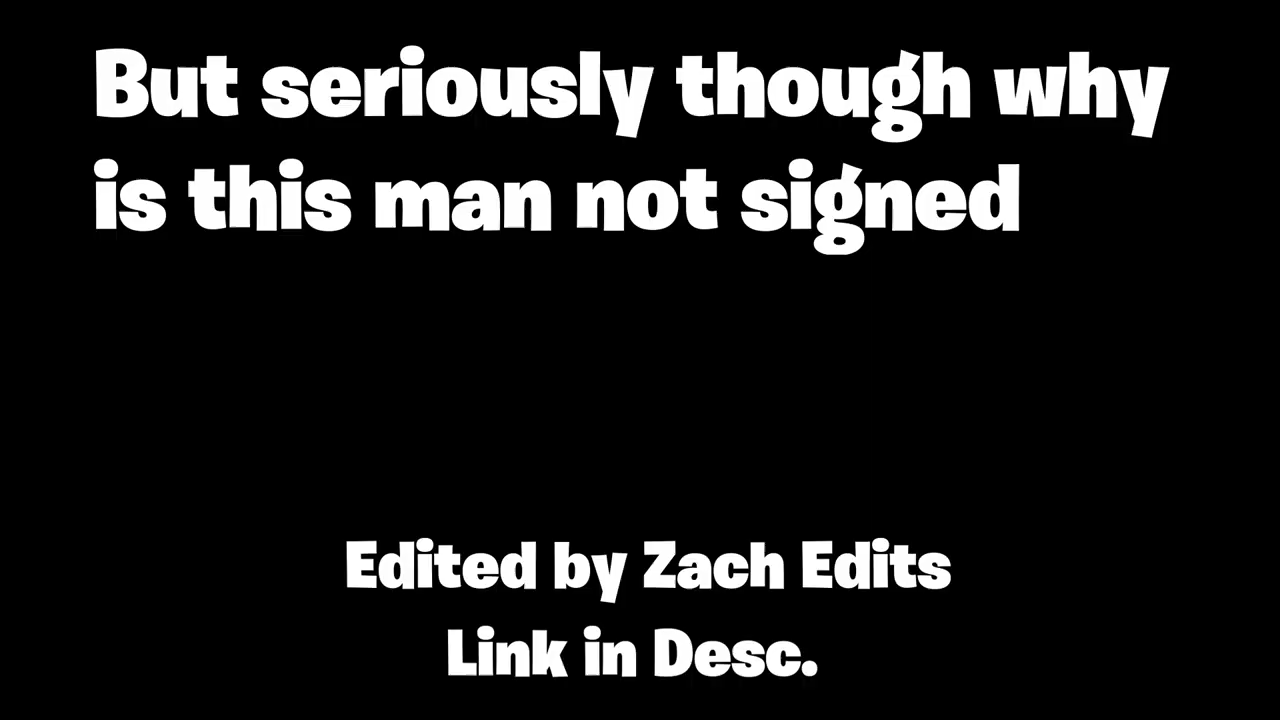 But seriously though why
is this man not signed
Edited by Zach Edits
Link in Desc.